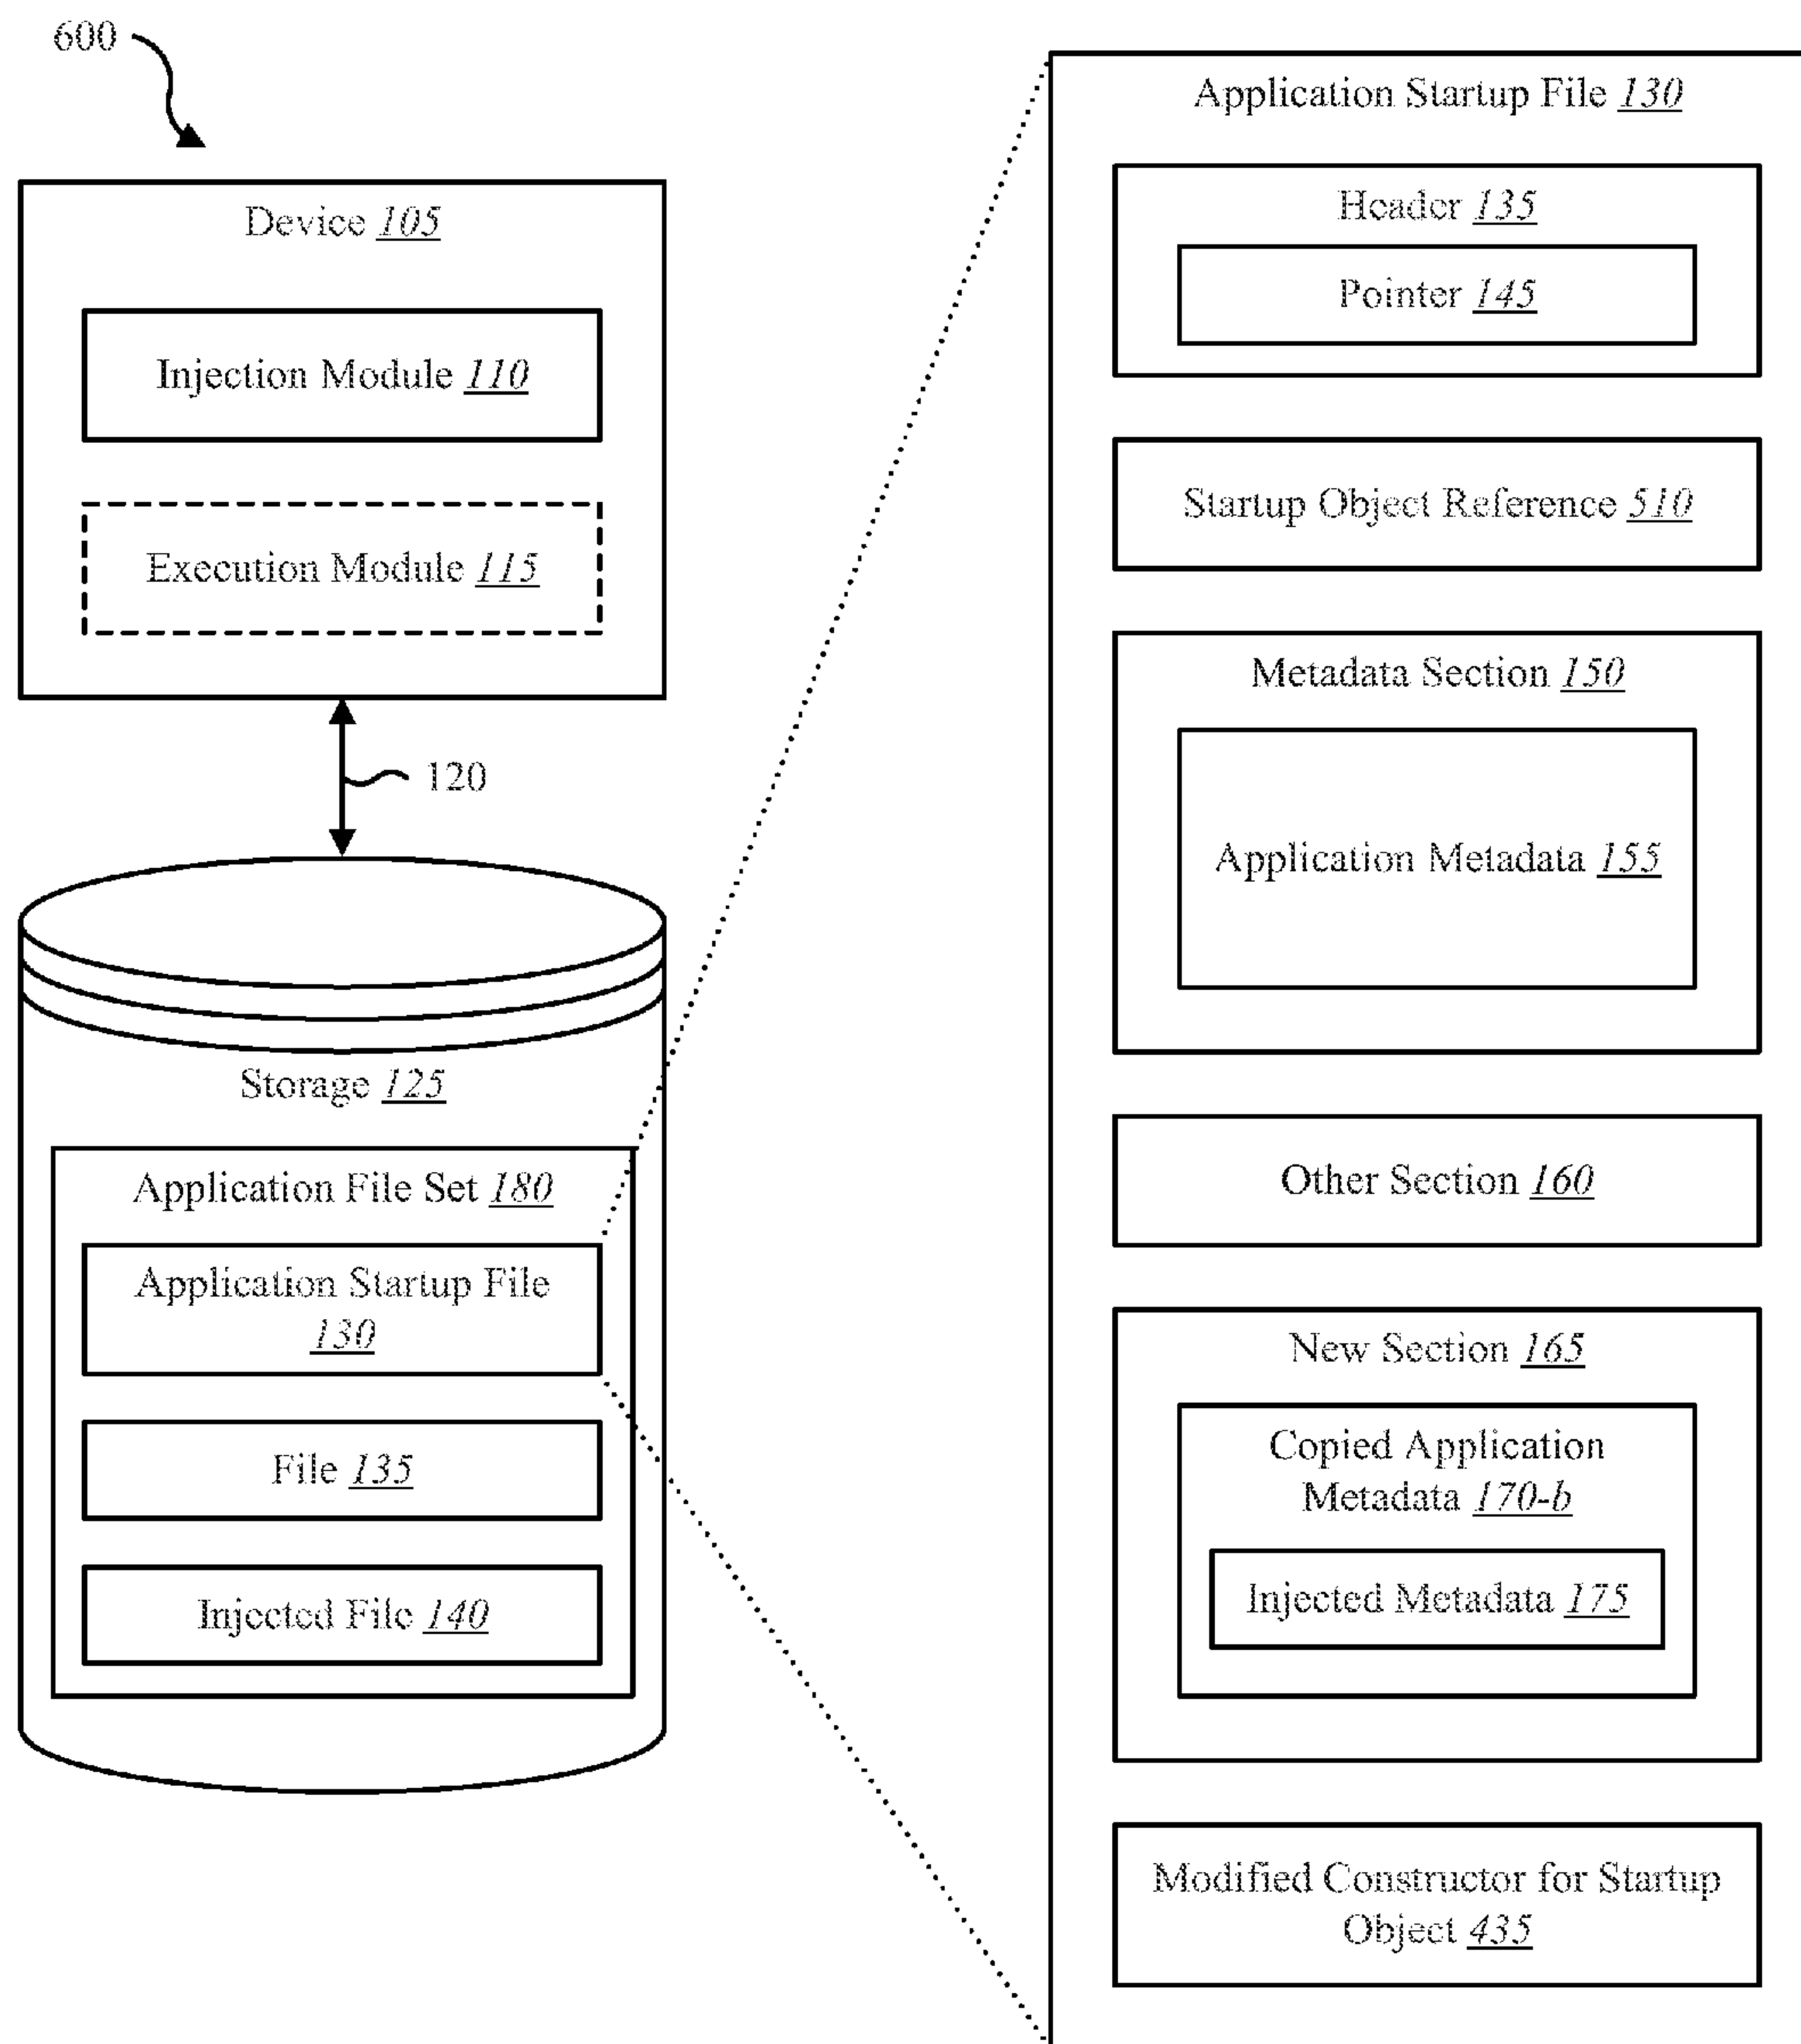 600
Device 105
Injection Module 110
Execution Module 115
120
Storage 125
Application File Set 180
Application Startup File
130
File 135
Injected File 140
Application Startup File 130
Header 135
Pointer 145
Startup Object Reference 510
Metadata Section 150
Application Metadata 155
Other Section 160
New Section 165
Copied Application
Metadata 170-b
Injected Metadata 175
Modified Constructor for Startup
Object 435